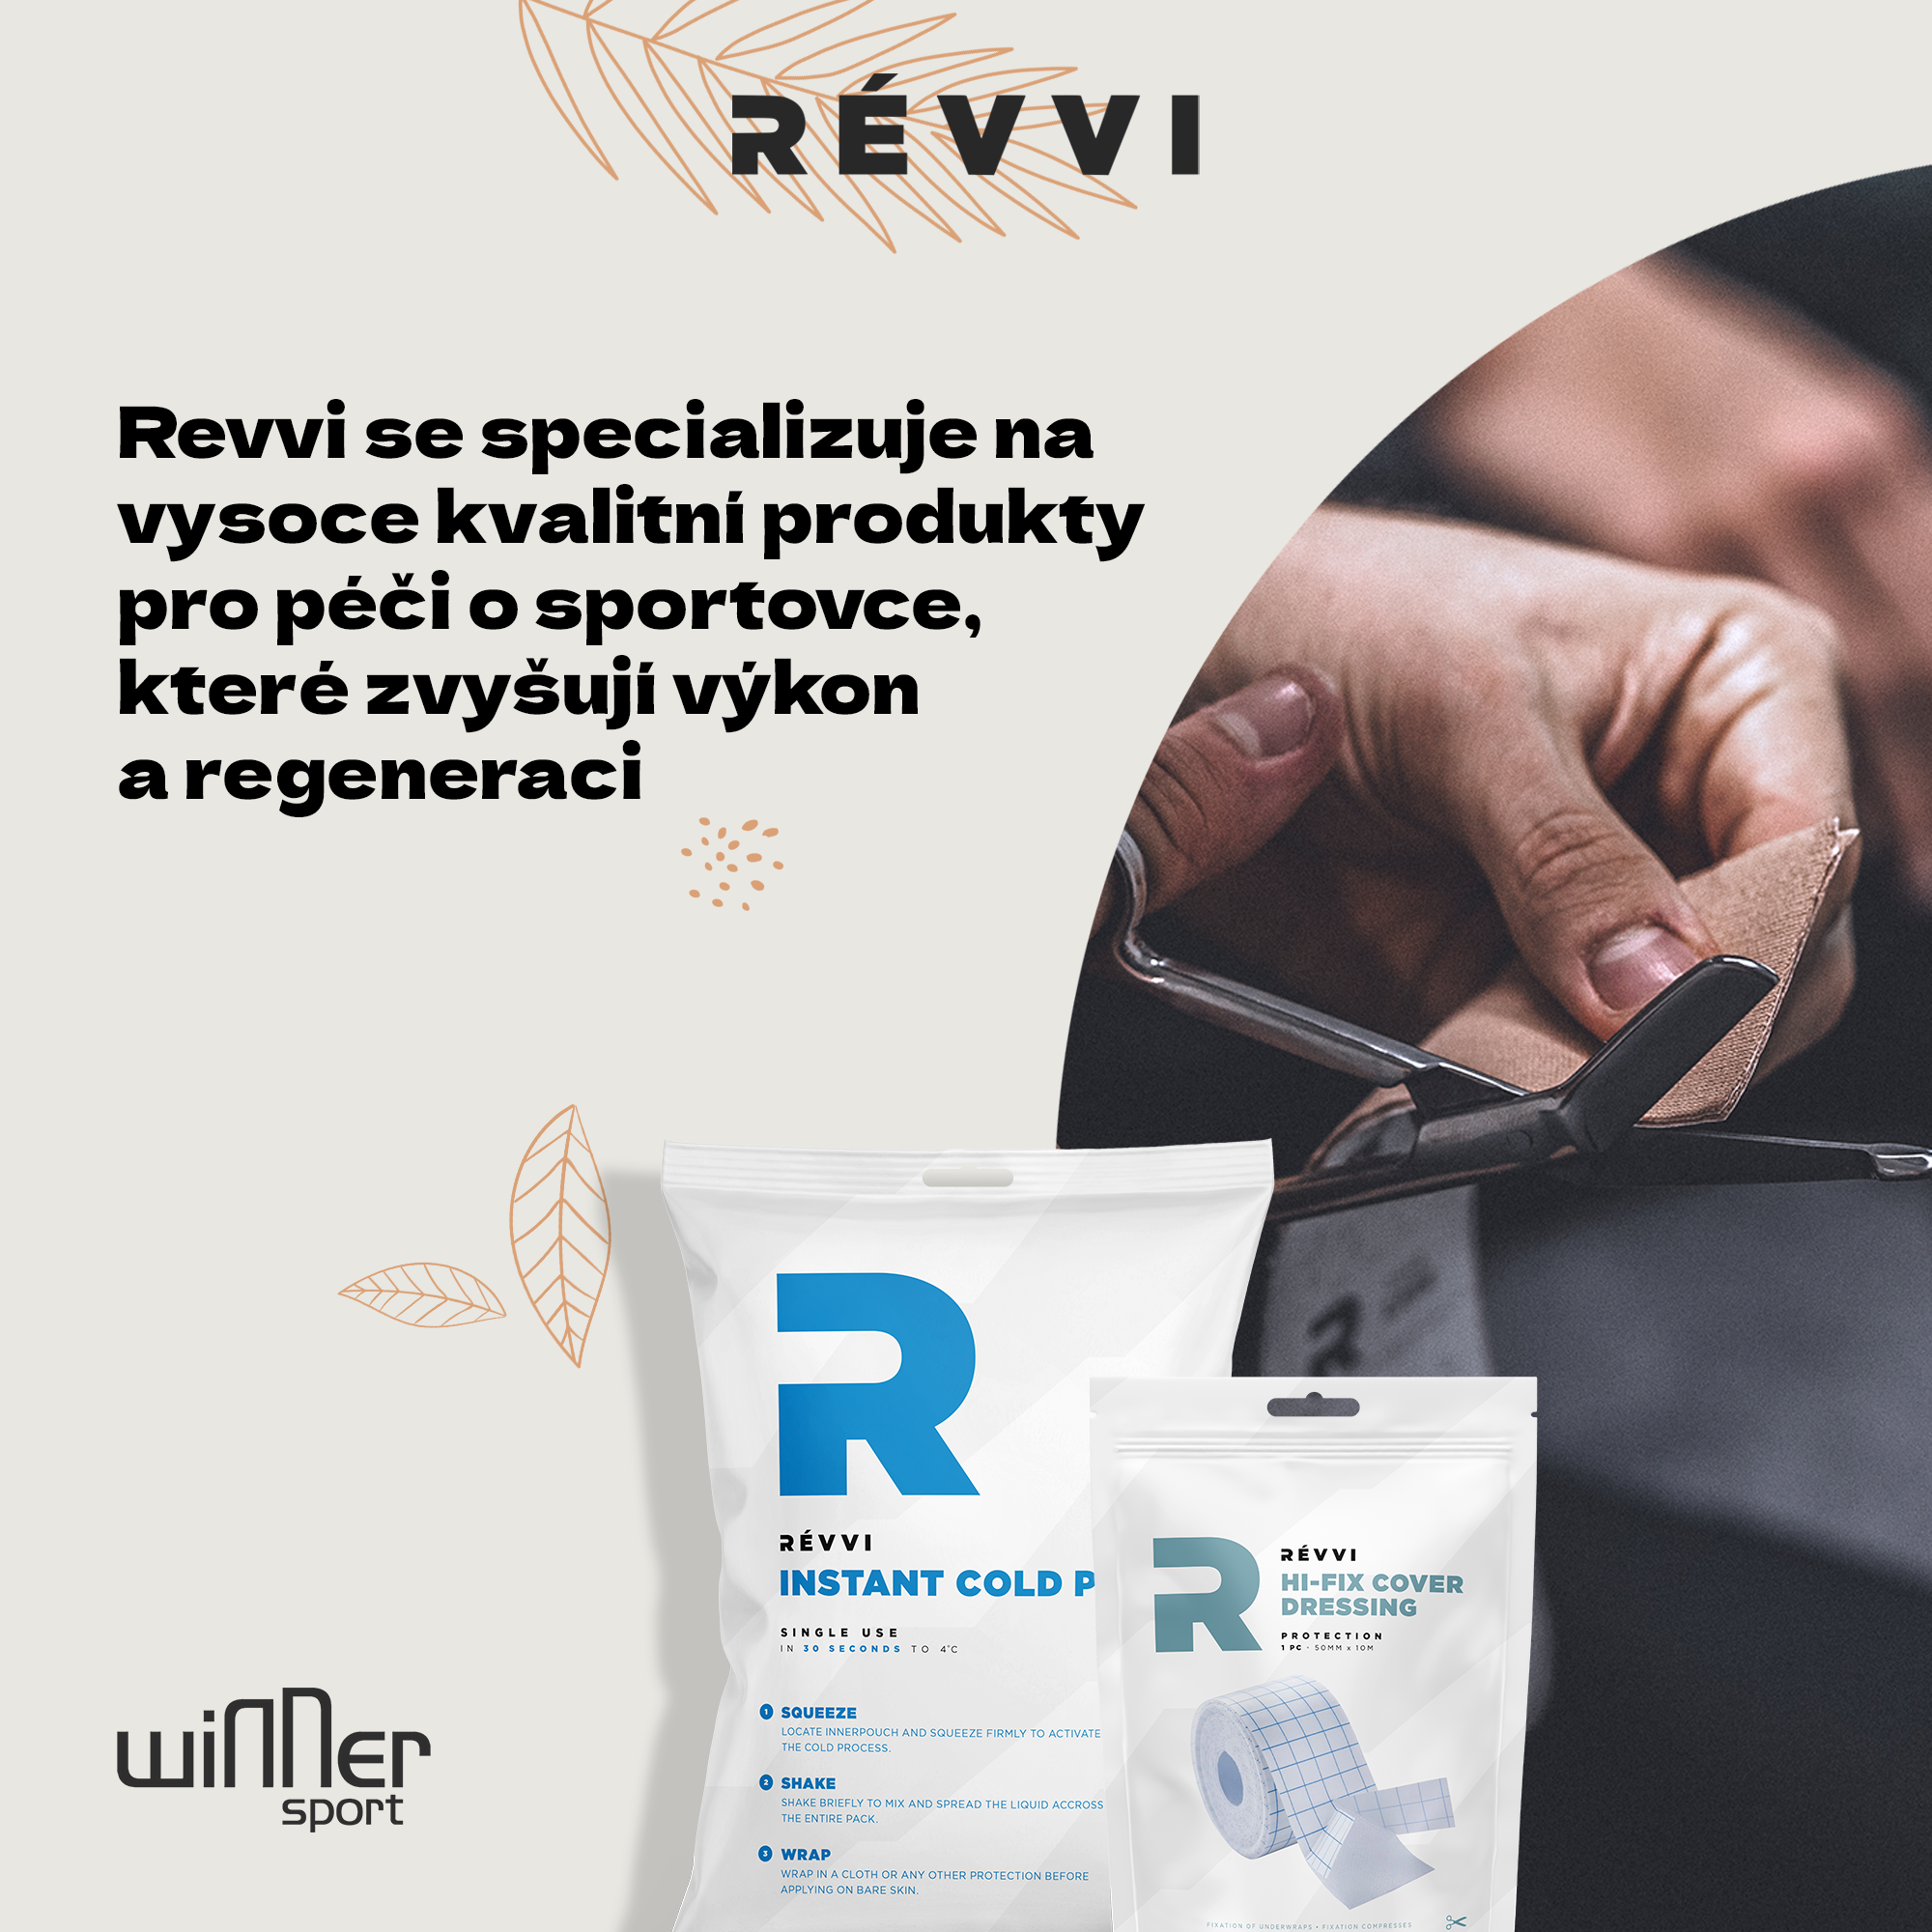 RÉVVI
Revvi se specializuje na
vysoce kvalitní produkty
pro péči o sportovce,
které zvyšují výkon
a regeneraci
R
RÉVVI
INSTANT COLD P
SINGLE USE
IN 30 SECONDS TO 4°C
1 SQUEEZE
LOCATE INNERPOUCH AND SQUEEZE FIRMLY TO ACTIVATE
THE COLD PROCESS.
2 SHAKE
SHAKE BRIEFLY TO MIX AND SPREAD THE LIQUID ACCROSS
THE ENTIRE PACK.
3 WRAP
WRAP IN A CLOTH OR ANY OTHER PROTECTION BEFORE
APPLYING ON BARE SKIN.
R
RÉVVI
HI-FIX COVER
DRESSING
PROTECTION
1 PC · 50MM x 10M
FIXATION OF UNDERWRAPS • FIXATION COMPRESSES
winner
sport